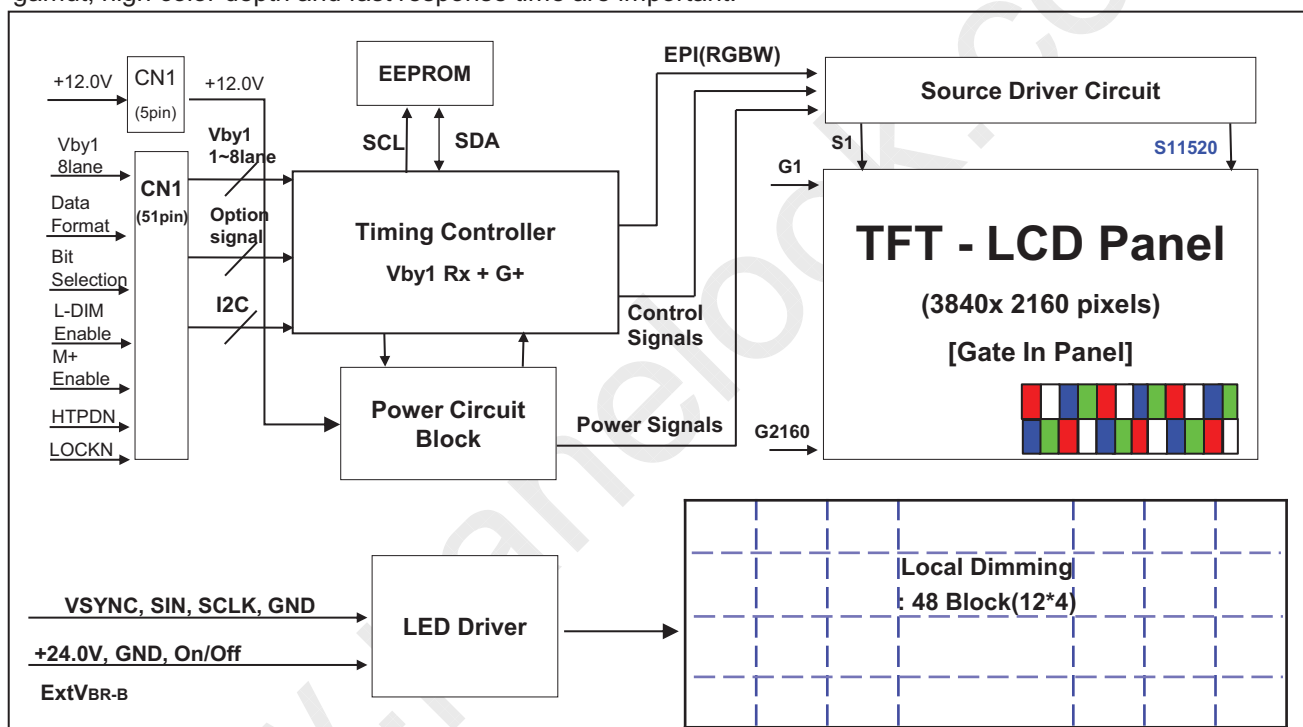 gamut, high color depth and fast response time are important.
+12.0V
CN1
(5pin)
+12.0V
EEPROM
SCL
SDA
EPI(RGBW)
Source Driver Circuit
S1
S11520
G1
Vby1
8lane
Data
Format
Bit
Selection
L-DIM
Enable
M+
Enable
HTPDN
LOCKN
CN1
(51pin)
Vby1
1~8lane
Option
signal
I2C
Timing Controller
Vby1 Rx + G+
Control
Signals
Power Circuit
Block
Power Signals
G2160
TFT - LCD Panel
(3840x 2160 pixels)
[Gate In Panel]
VSYNC, SIN, SCLK, GND
+24.0V, GND, On/Off
ExtVBR-B
LED Driver
Local Dimming
: 48 Block(12*4)